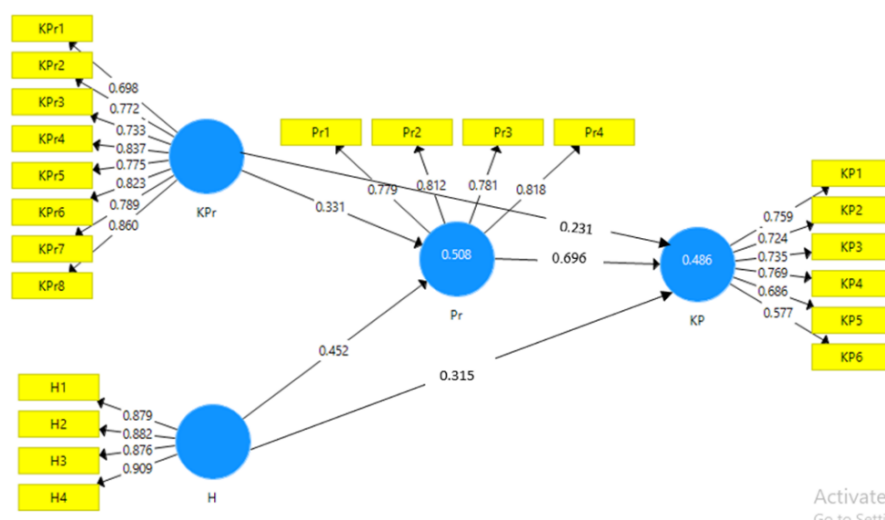 KPr1
KPr2
KPr3
KPr4
KPr5
KPr6
KPr7
KPr8
0.698
0.772
0.733
0.837
0.775
0.823
0.789
0.860
KPr
Pr1
Pr2
Pr3
Pr4
0.779
0.812
0.781
0.818
0.331
0.231
0.508
Pr
0.696
0.486
KP
0.759
0.724
0.735
0.769
0.686
0.577
KP1
KP2
KP3
KP4
KP5
KP6
0.452
0.315
H1
H2
H3
H4
0.879
0.882
0.876
0.909
H
Activate
Go to Setti